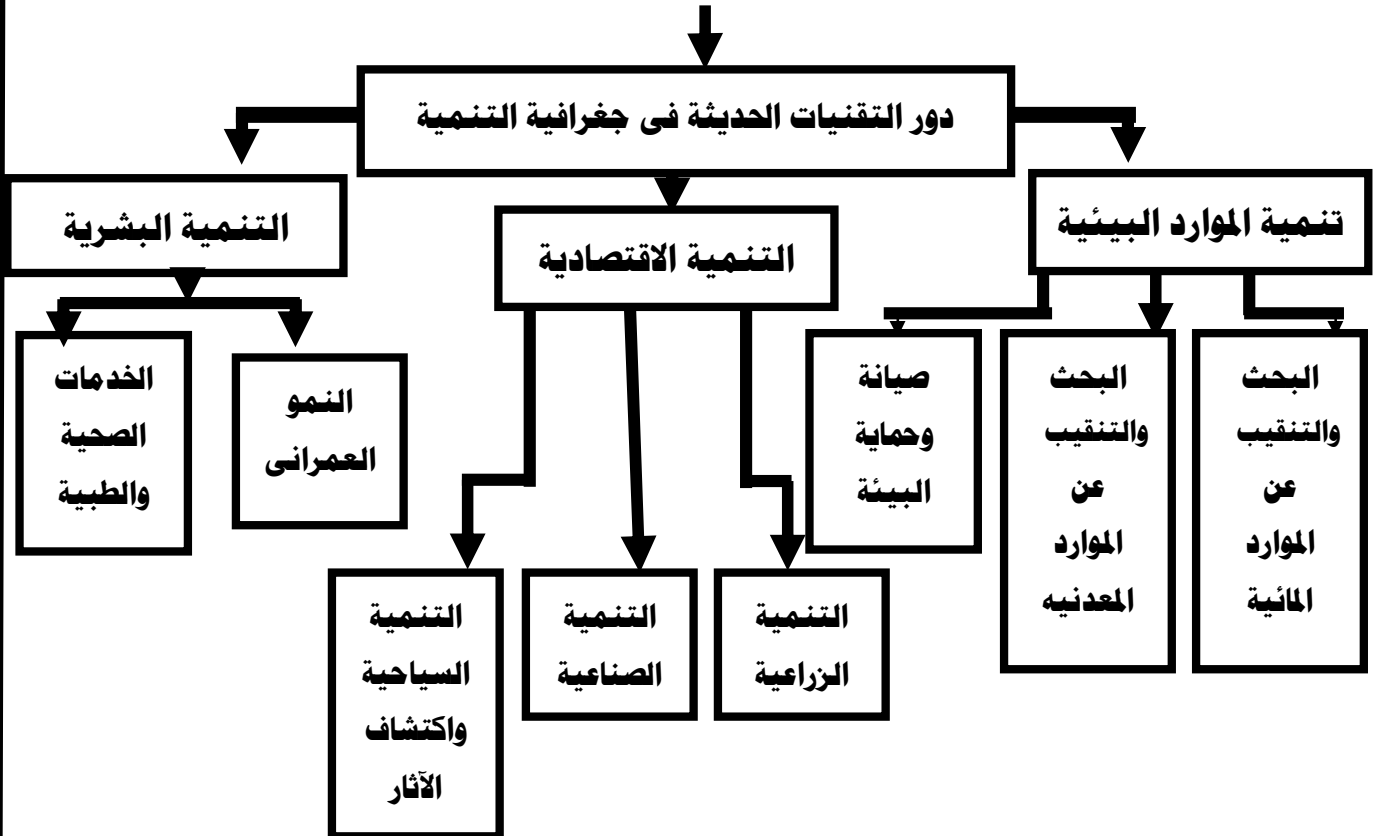 دور التقنيات الحديثة فى جغرافية التنمية
تنمية الموارد البيئية
التنمية الاقتصادية
التنمية البشرية
البحث
والتنقيب
عن
الموارد
المائية
البحث
والتنقيب
عن
الموارد
المعدنيه
صيانة
وحماية
البيئة
التنمية
الزراعية
التنمية
الصناعية
التنمية
السياحية
واكتشاف
الآثار
النمو
العمرانى
الخدمات
الصحية
والطبية